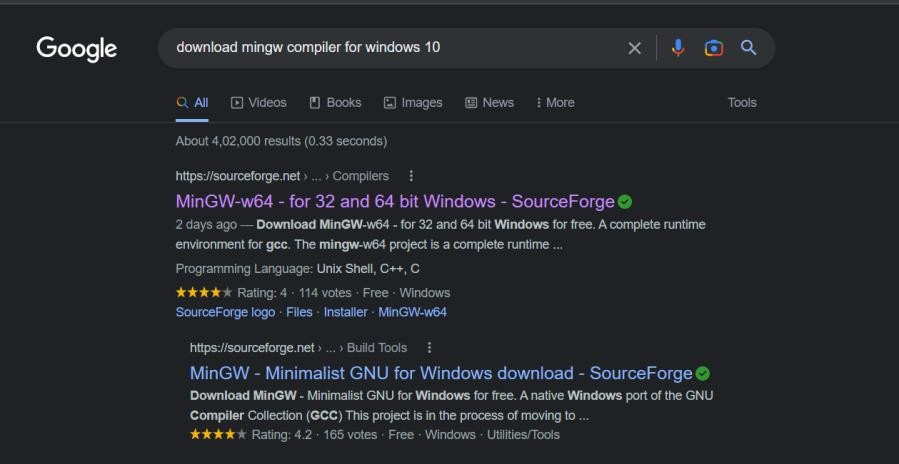 Google
download mingw compiler for windows 10
All Videos Books Images News More Tools
About 4,02,000 results (0.33 seconds)
https://sourceforge.net › ... › Compilers
MinGW-w64 - for 32 and 64 bit Windows - SourceForge
2 days ago — Download MinGW-w64 - for 32 and 64 bit Windows for free. A complete runtime
environment for gcc. The mingw-w64 project is a complete runtime ...
Programming Language: Unix Shell, C++, C
Rating: 4 · 114 votes · Free · Windows
SourceForge logo · Files · Installer · MinGW-w64
https://sourceforge.net › ... › Build Tools
MinGW - Minimalist GNU for Windows download - SourceForge
Download MinGW - Minimalist GNU for Windows for free. A native Windows port of the GNU
Compiler Collection (GCC) This project is in the process of moving to ...
Rating: 4.2 · 165 votes · Free · Windows · Utilities/Tools